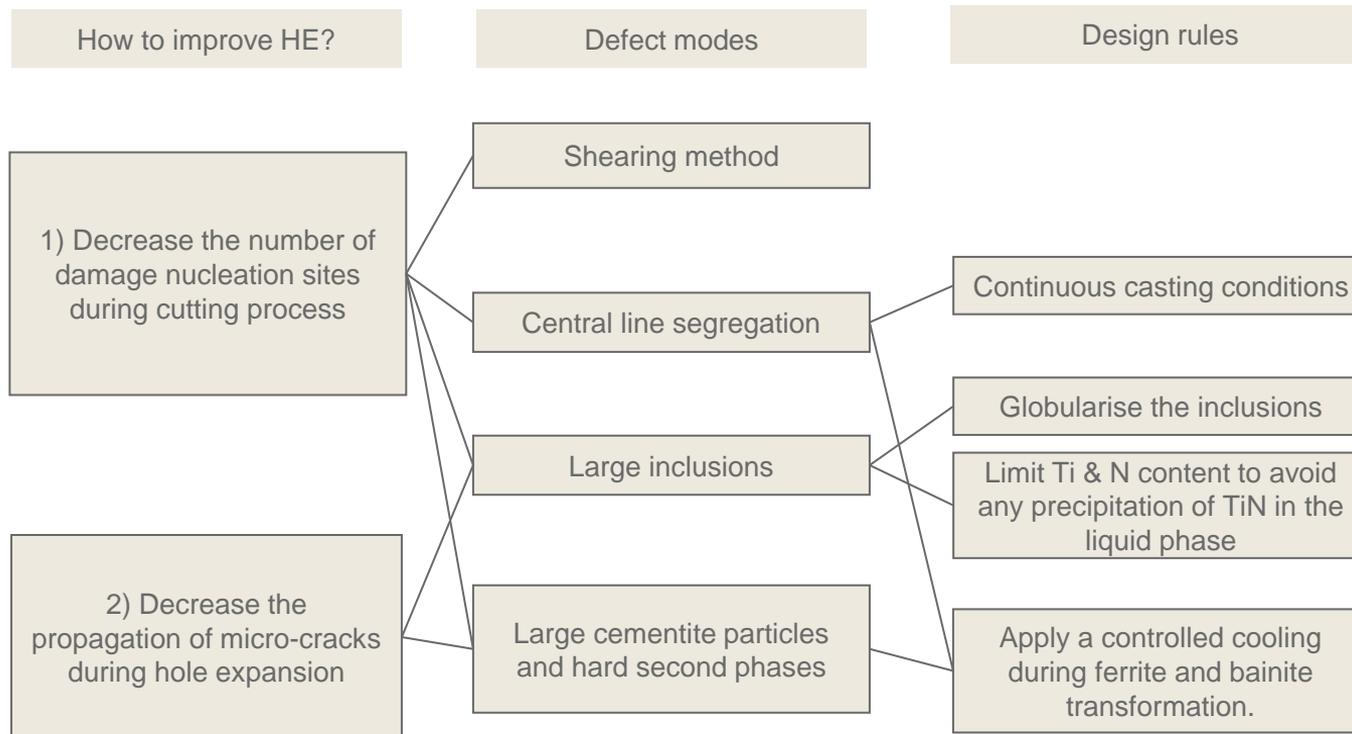 How to improve HE?
Defect modes
Design rules
1) Decrease the number of
damage nucleation sites
during cutting process
2) Decrease the
propagation of micro-cracks
during hole expansion
Shearing method
Central line segregation
Large inclusions
Large cementite particles
and hard second phases
Continuous casting conditions
Globularise the inclusions
Limit Ti & N content to avoid
any precipitation of TiN in the
liquid phase
Apply a controlled cooling
during ferrite and bainite
transformation.